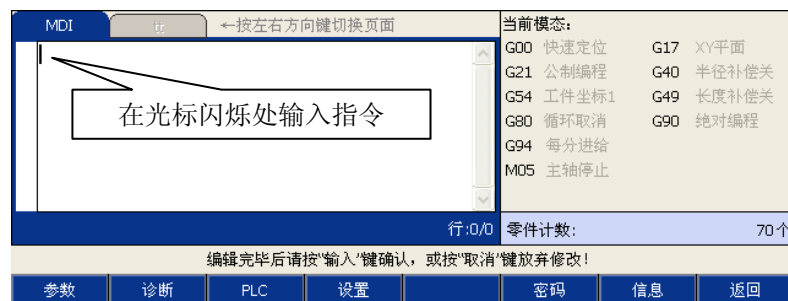 MDI
←按左右方向键切换页面
在光标闪烁处输入指令
行:0/0
当前模态:
G00 快速定位 G17 XY平面
G21 公制编程 G40 半径补偿关
G54 工件坐标1 G49 长度补偿关
G80 循环取消 G90 绝对编程
G94 每分进给
M05 主轴停止
零件计数: 70个
编辑完毕后请按"输入"键确认，或按"取消"键放弃修改!
参数 诊断 PLC 设置 密码 信息 返回